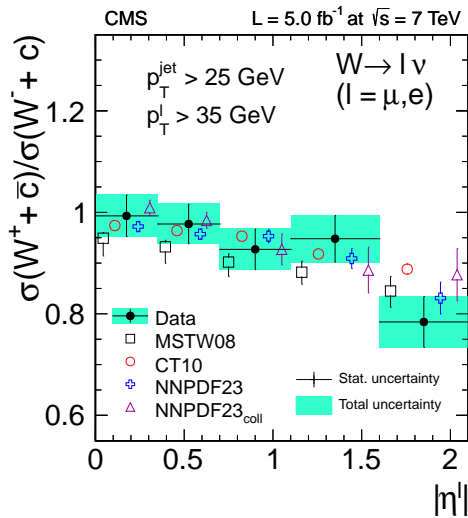 CMS L = 5.0 fb⁻¹ at √s = 7 TeV
σ(W⁺ + c̄)/σ(W⁻ + c)
p_T^jet > 25 GeV
p_T^l > 35 GeV
W → l ν
(l = μ,e)
1.2
1
0.8
0.6
Data
MSTW08
CT10
NNPDF23
NNPDF23_coll
Stat. uncertainty
Total uncertainty
0 0.5 1 1.5 2
|η^l|